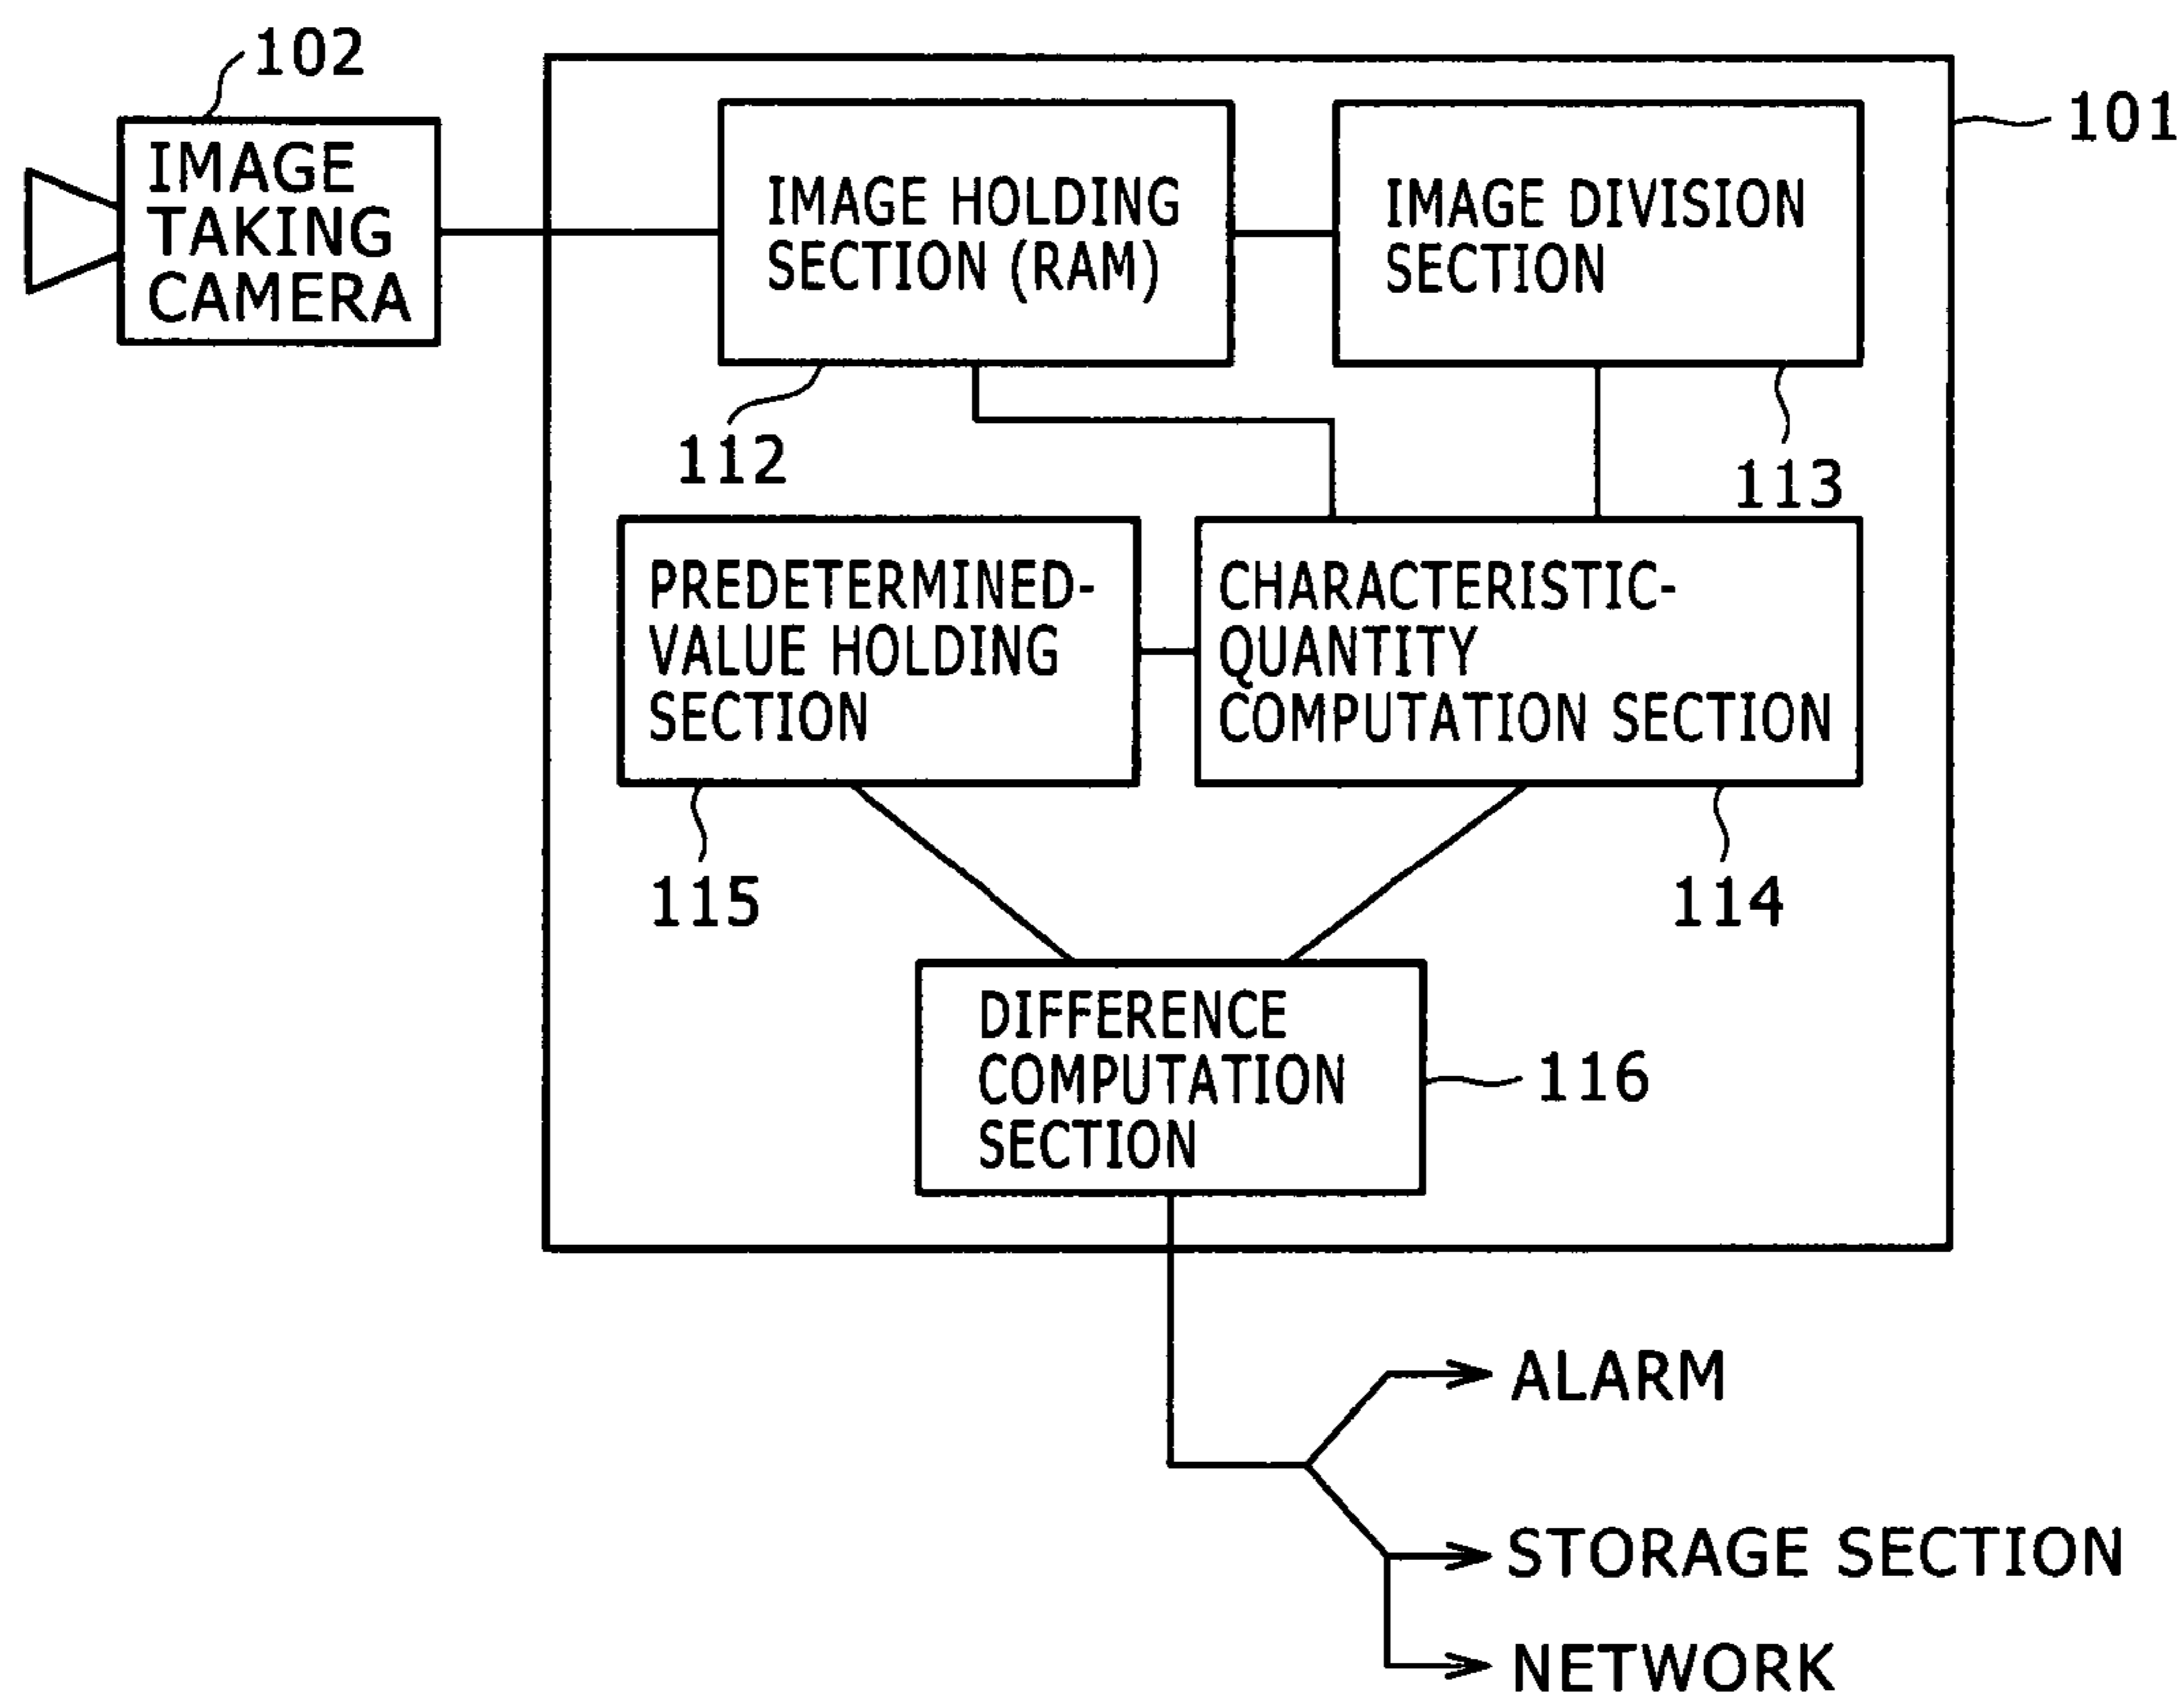 102
101
IMAGE
TAKING
CAMERA
IMAGE HOLDING
SECTION (RAM)
IMAGE DIVISION
SECTION
112
113
PREDETERMINED-
VALUE HOLDING
SECTION
CHARACTERISTIC-
QUANTITY
COMPUTATION SECTION
115
114
DIFFERENCE
COMPUTATION
SECTION
116
ALARM
STORAGE SECTION
NETWORK